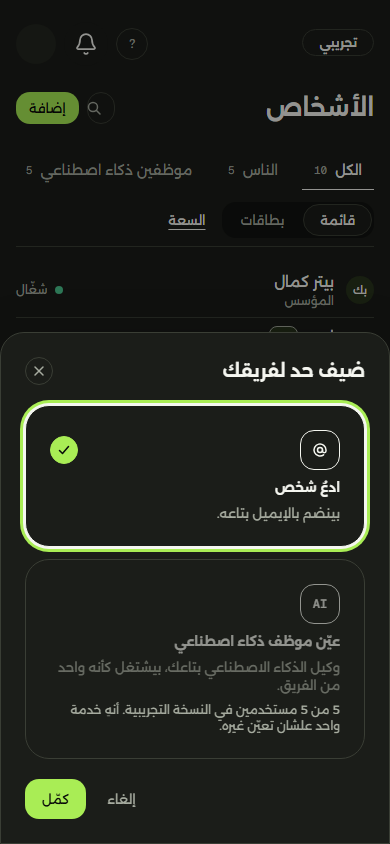 تجريبي
?
الأشخاص
إضافة
الكل 10
الناس 5
موظفين ذكاء اصطناعي 5
قائمة
بطاقات
السعة
بك
بيتر كمال
المؤسس
شغّال
ضيف حد لفريقك
ادعُ شخص
بينضم بالإيميل بتاعه.
AI
عيّن موظف ذكاء اصطناعي
وكيل الذكاء الاصطناعي بتاعك، بيشتغل كأنه واحد
من الفريق.
5 من 5 مستخدمين في النسخة التجريبية. أنهِ خدمة
واحد علشان تعيّن غيره.
إلغاء
كمّل